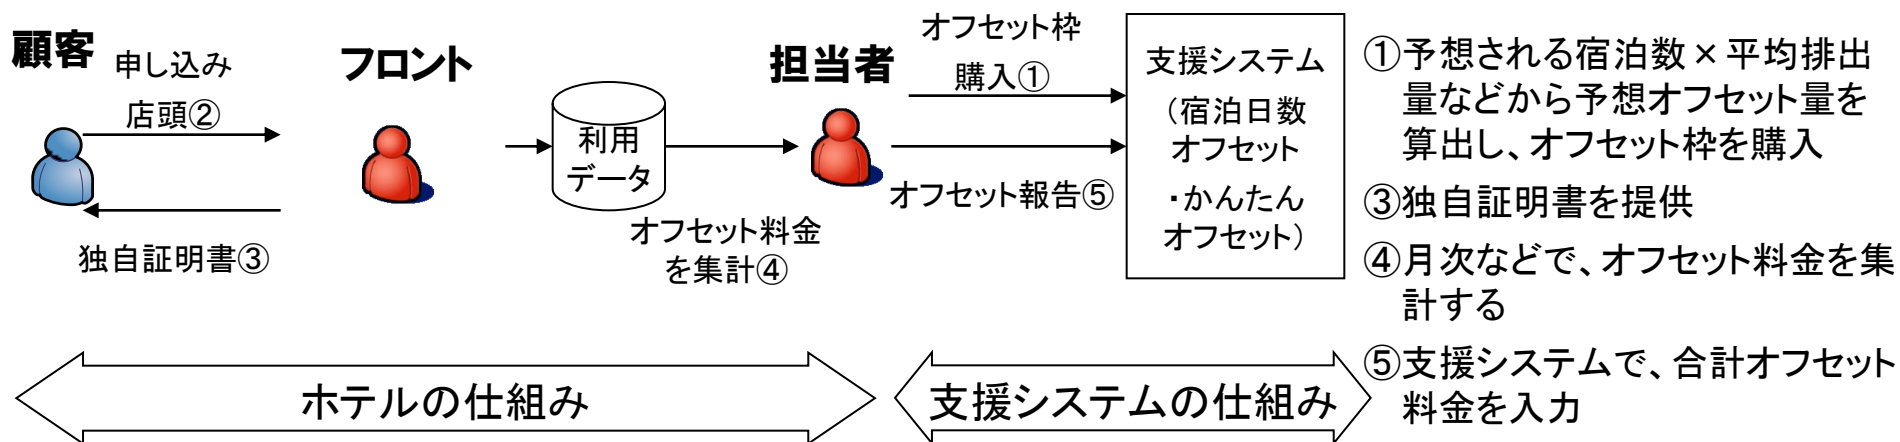 顧客
申し込み
店頭②
独自証明書③
フロント
利用
データ
オフセット料金
を集計④
担当者
オフセット枠
購入①
オフセット報告⑤
支援システム
（宿泊日数
オフセット
・かんたん
オフセット）
①予想される宿泊数×平均排出
量などから予想オフセット量を
算出し、オフセット枠を購入
③独自証明書を提供
④月次などで、オフセット料金を集
計する
⑤支援システムで、合計オフセット
料金を入力
ホテルの仕組み
支援システムの仕組み